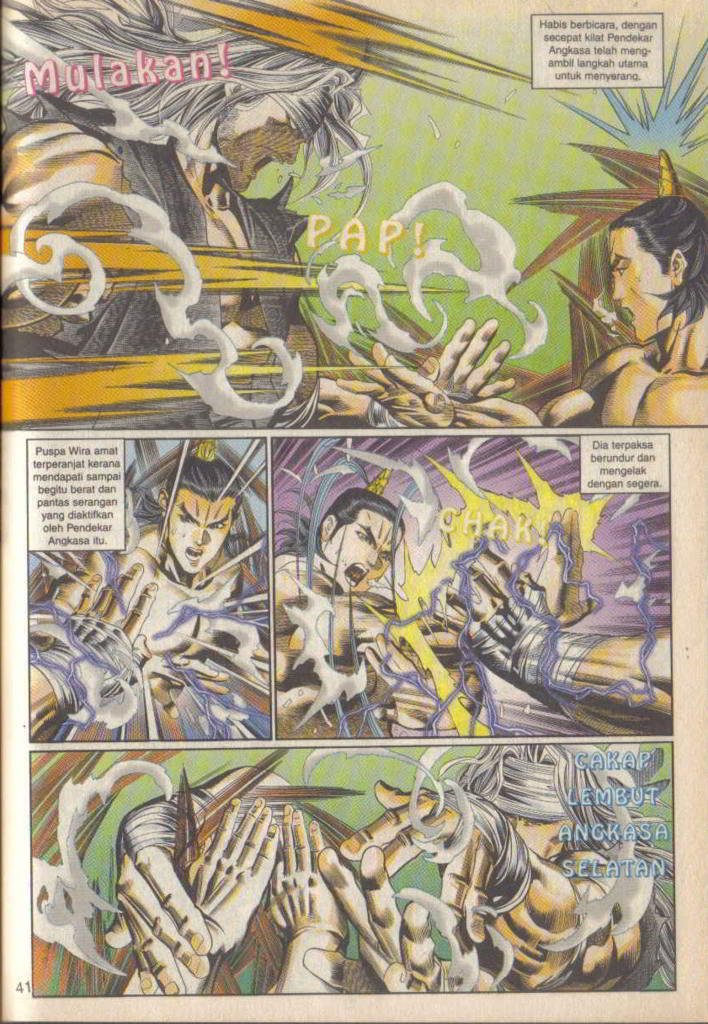 Mulakan!
Habis berbicara, dengan
secepat kilat Pendekar
Angkasa telah meng-
ambil langkah utama
untuk menyerang.
PAP!
Puspa Wira amat
terperanjat kerana
mendapati sampai
begitu berat dan
pantas serangan
yang diaktifkan
oleh Pendekar
Angkasa itu.
CHAK!
Dia terpaksa
berundur dan
mengelak
dengan segera.
CAKAP
LEMBUT
ANGKASA
SELATAN
41